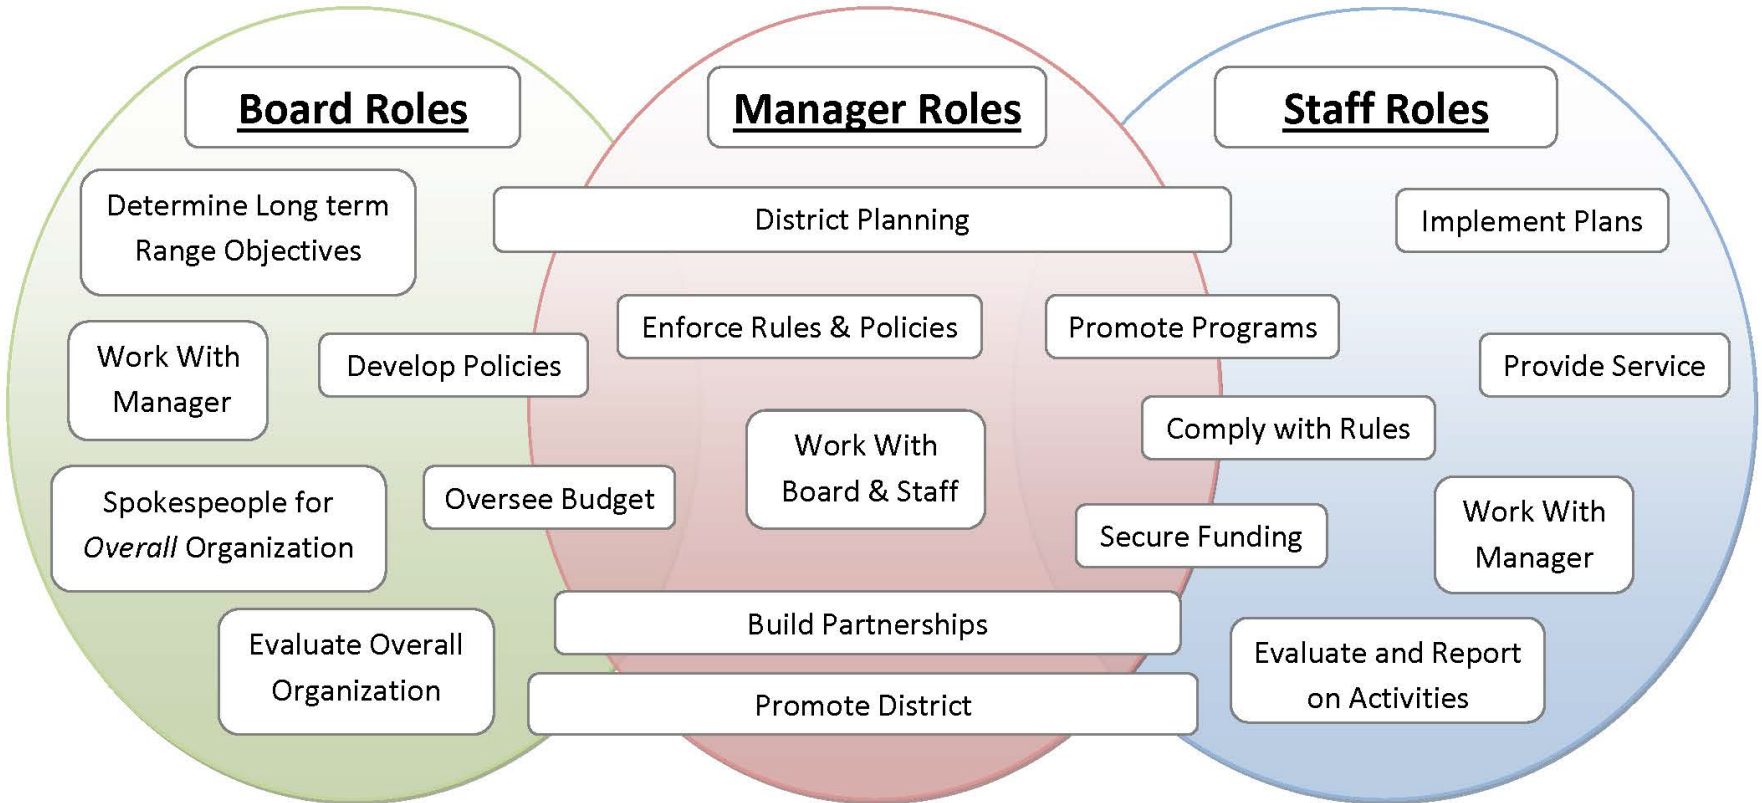 Board Roles
Manager Roles
Staff Roles
Determine Long term
Range Objectives
District Planning
Implement Plans
Work With
Manager
Develop Policies
Enforce Rules & Policies
Promote Programs
Provide Service
Comply with Rules
Work With
Board & Staff
Spokespeople for
Overall Organization
Oversee Budget
Secure Funding
Work With
Manager
Build Partnerships
Evaluate Overall
Organization
Evaluate and Report
on Activities
Promote District